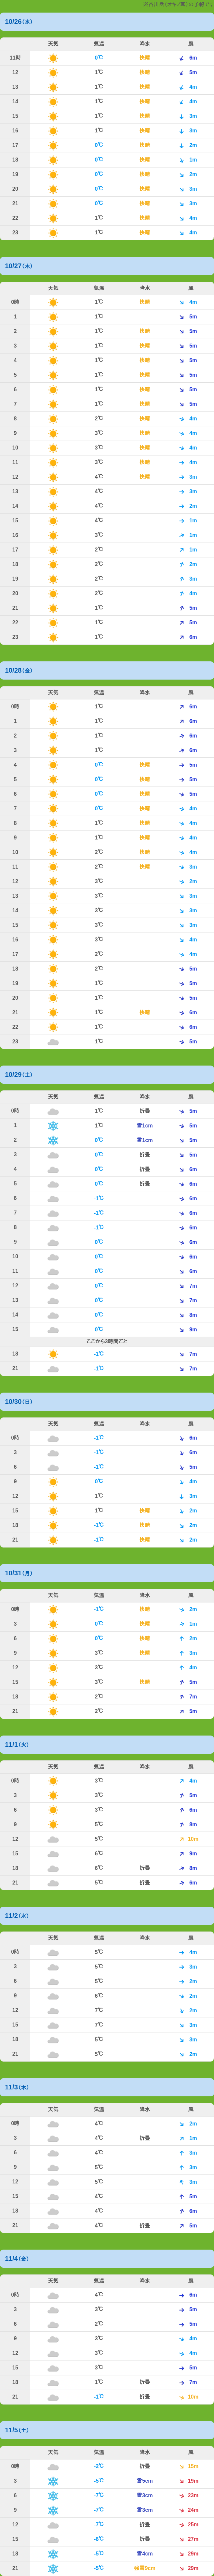 10/26(水)
天気 気温 降水 風
11時 0℃ 快晴 6m
12 1℃ 快晴 5m
13 1℃ 快晴 4m
14 1℃ 快晴 4m
15 1℃ 快晴 3m
16 1℃ 快晴 3m
17 0℃ 快晴 2m
18 0℃ 快晴 1m
19 0℃ 快晴 2m
20 0℃ 快晴 3m
21 0℃ 快晴 3m
22 1℃ 快晴 4m
23 1℃ 快晴 4m
10/27(木)
天気 気温 降水 風
0時 1℃ 快晴 4m
1 1℃ 5m
2 1℃ 快晴 5m
3 1℃ 快晴 5m
4 1℃ 快晴 5m
5 1℃ 快晴 5m
6 1℃ 快晴 5m
7 1℃ 快晴 5m
8 2℃ 快晴 4m
9 3℃ 快晴 4m
10 3℃ 快晴 4m
11 3℃ 快晴 4m
12 4℃ 快晴 3m
13 4℃ 3m
14 4℃ 2m
15 4℃ 1m
16 3℃ 1m
17 2℃ 1m
18 2℃ 2m
19 2℃ 3m
20 2℃ 4m
21 1℃ 5m
22 1℃ 5m
23 1℃ 6m
10/28(金)
天気 気温 降水 風
0時 1℃ 6m
1 1℃ 6m
2 1℃ 6m
3 1℃ 6m
4 0℃ 快晴 5m
5 0℃ 快晴 5m
6 0℃ 快晴 5m
7 0℃ 快晴 4m
8 1℃ 快晴 4m
9 1℃ 快晴 4m
10 2℃ 快晴 4m
11 2℃ 快晴 3m
12 3℃ 2m
13 3℃ 3m
14 3℃ 3m
15 3℃ 3m
16 3℃ 4m
17 2℃ 4m
18 2℃ 5m
19 1℃ 5m
20 1℃ 5m
21 1℃ 快晴 6m
22 1℃ 6m
23 1℃ 5m
10/29(土)
天気 気温 降水 風
0時 1℃ 折曇 5m
1 1℃ 雪1cm 5m
2 0℃ 雪1cm 5m
3 0℃ 折曇 5m
4 0℃ 折曇 6m
5 0℃ 折曇 6m
6 -1℃ 6m
7 -1℃ 6m
8 -1℃ 6m
9 0℃ 6m
10 0℃ 6m
11 0℃ 6m
12 0℃ 7m
13 0℃ 7m
14 0℃ 8m
15 0℃ 9m
ここから3時間ごと
18 -1℃ 7m
21 -1℃ 7m
10/30(日)
天気 気温 降水 風
0時 -1℃ 6m
3 -1℃ 6m
6 -1℃ 5m
9 0℃ 4m
12 1℃ 3m
15 1℃ 快晴 2m
18 -1℃ 快晴 2m
21 -1℃ 快晴 2m
10/31(月)
天気 気温 降水 風
0時 -1℃ 快晴 2m
3 0℃ 快晴 1m
6 0℃ 快晴 2m
9 3℃ 快晴 3m
12 3℃ 4m
15 3℃ 快晴 5m
18 2℃ 7m
21 2℃ 5m
11/1(火)
天気 気温 降水 風
0時 3℃ 4m
3 3℃ 5m
6 3℃ 6m
9 5℃ 8m
12 5℃ 10m
15 6℃ 9m
18 6℃ 折曇 8m
21 5℃ 折曇 6m
11/2(水)
天気 気温 降水 風
0時 5℃ 4m
3 5℃ 3m
6 5℃ 2m
9 6℃ 2m
12 7℃ 2m
15 7℃ 3m
18 5℃ 3m
21 5℃ 2m
11/3(木)
天気 気温 降水 風
0時 4℃ 2m
3 4℃ 折曇 1m
6 4℃ 3m
9 5℃ 3m
12 5℃ 3m
15 4℃ 5m
18 4℃ 6m
21 4℃ 折曇 5m
11/4(金)
天気 気温 降水 風
0時 4℃ 6m
3 3℃ 5m
6 2℃ 5m
9 3℃ 4m
12 3℃ 4m
15 3℃ 5m
18 1℃ 折曇 7m
21 -1℃ 折曇 10m
11/5(土)
天気 気温 降水 風
0時 -2℃ 折曇 15m
3 -5℃ 雪5cm 19m
6 -7℃ 雪3cm 23m
9 -7℃ 雪3cm 24m
12 -7℃ 折曇 25m
15 -6℃ 折曇 27m
18 -5℃ 雪4cm 29m
21 -5℃ 29m